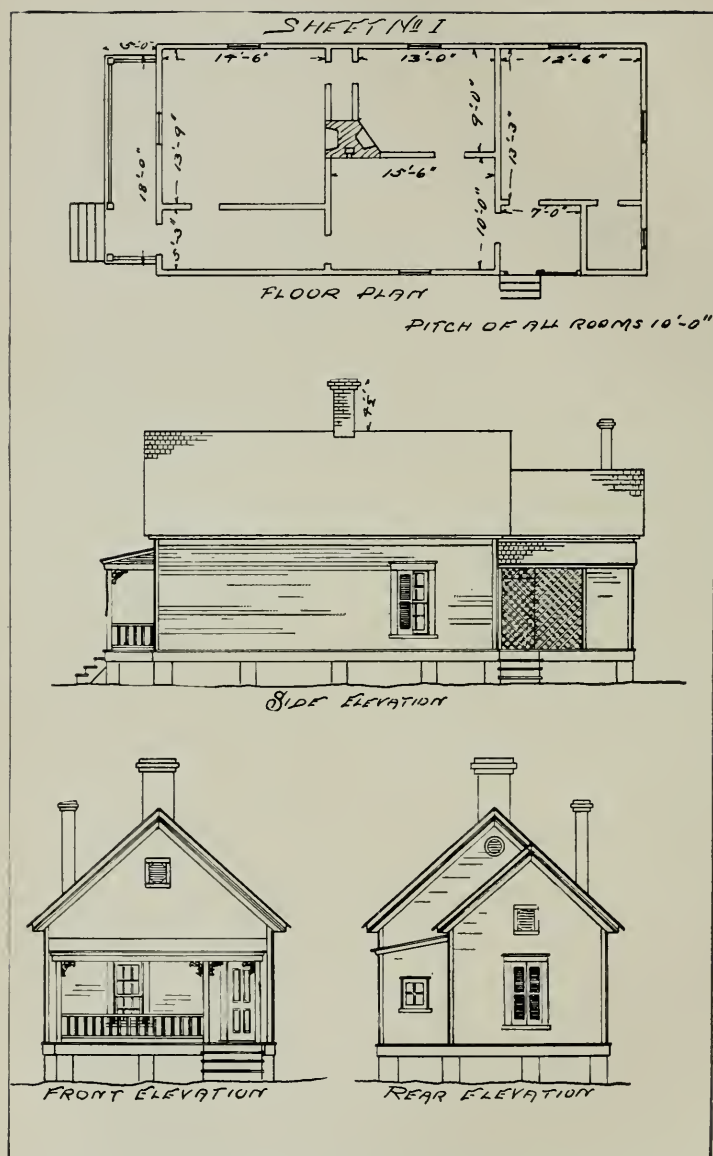 SHEET № I
5'-0"
14'-6"
13'-0"
12'-6"
18'-0"
13'-9"
9'-0"
13'-3"
15'-6"
5'-3"
10'-0"
7'-0"
FLOOR PLAN
PITCH OF ALL ROOMS 10'-0"
SIDE ELEVATION
FRONT ELEVATION
REAR ELEVATION